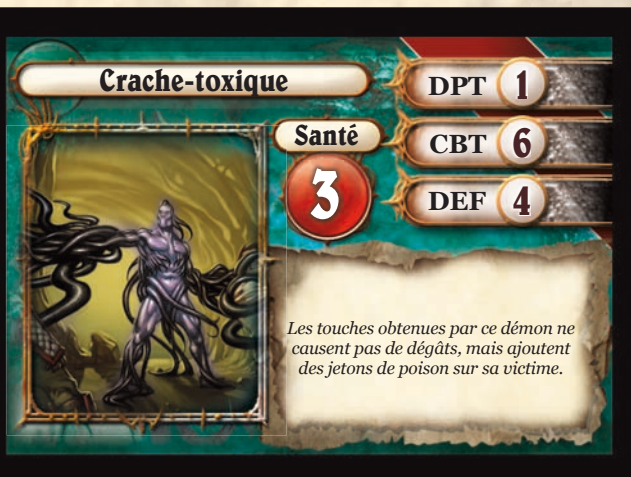 Crache-toxique
DPT 1
Santé
CBT 6
3
DEF 4
Les touches obtenues par ce démon ne
causent pas de dégâts, mais ajoutent
des jetons de poison sur sa victime.